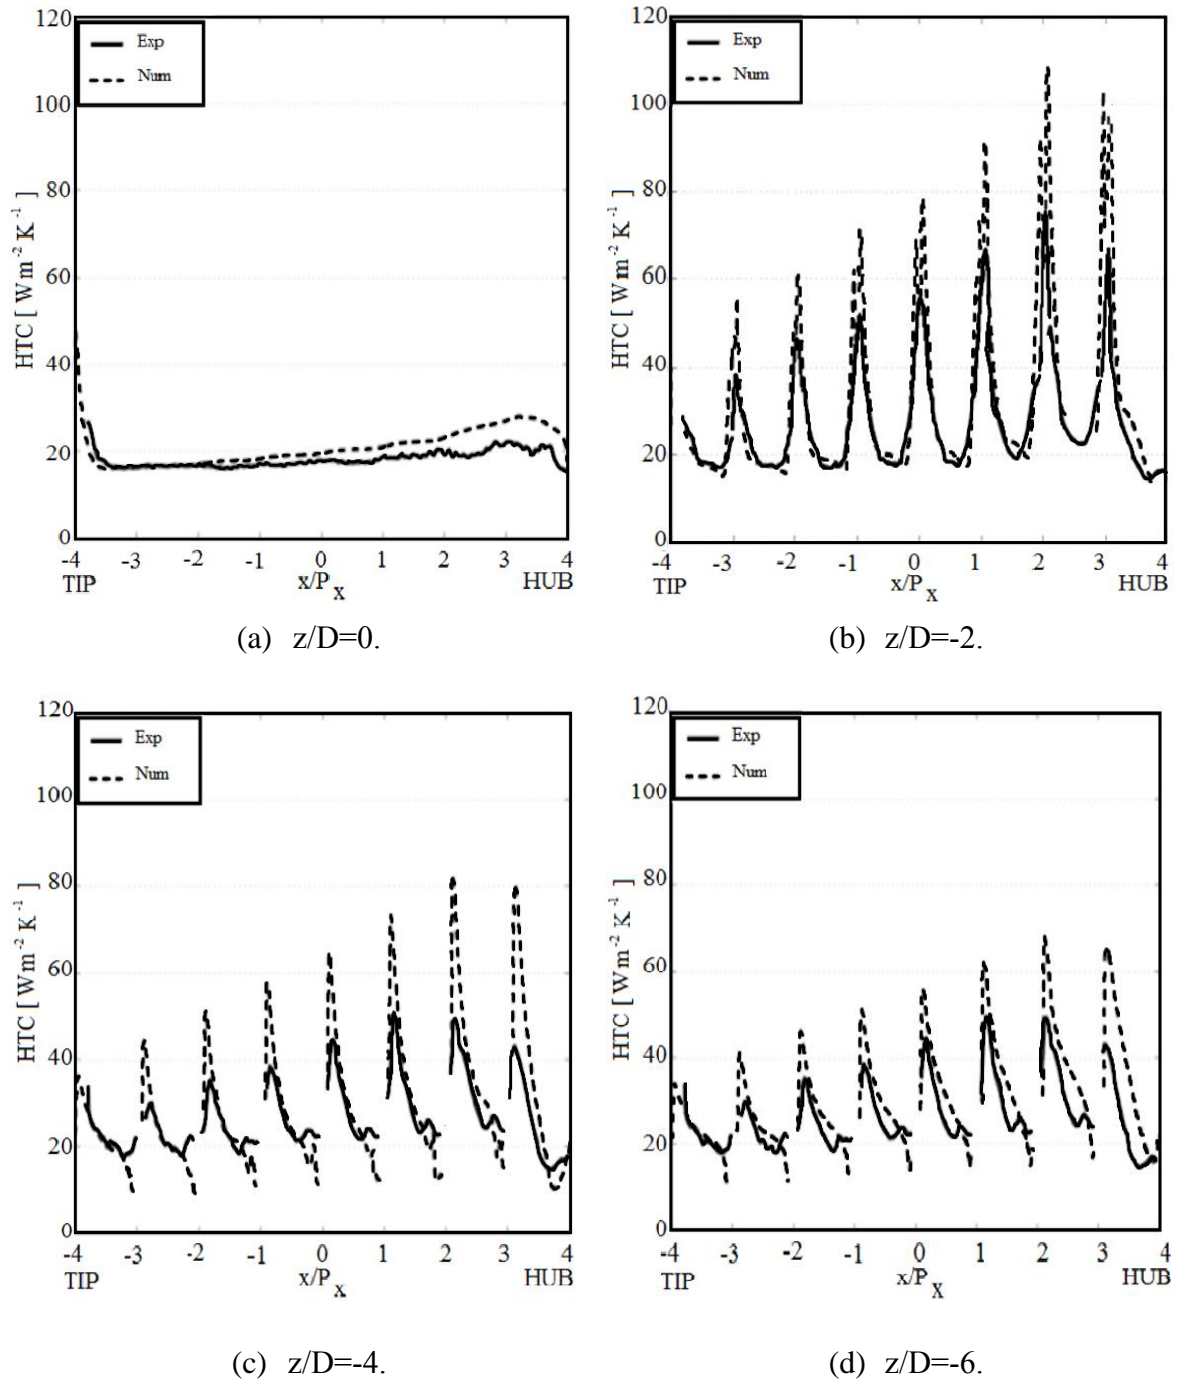 120
Exp
Num
100
80
60
40
20
0
HTC [ Wm⁻² K⁻¹ ]
-4 -3 -2 -1 0 1 2 3 4
TIP x/P x HUB
(a) z/D=0.
120
Exp
Num
100
80
60
40
20
0
HTC [ Wm⁻² K⁻¹ ]
-4 -3 -2 -1 0 1 2 3 4
TIP x/P x HUB
(b) z/D=-2.
120
Exp
Num
100
80
60
40
20
0
HTC [ Wm⁻² K⁻¹ ]
-4 -3 -2 -1 0 1 2 3 4
TIP x/P x HUB
(c) z/D=-4.
120
Exp
Num
100
80
60
40
20
0
HTC [ Wm⁻² K⁻¹ ]
-4 -3 -2 -1 0 1 2 3 4
TIP x/P x HUB
(d) z/D=-6.